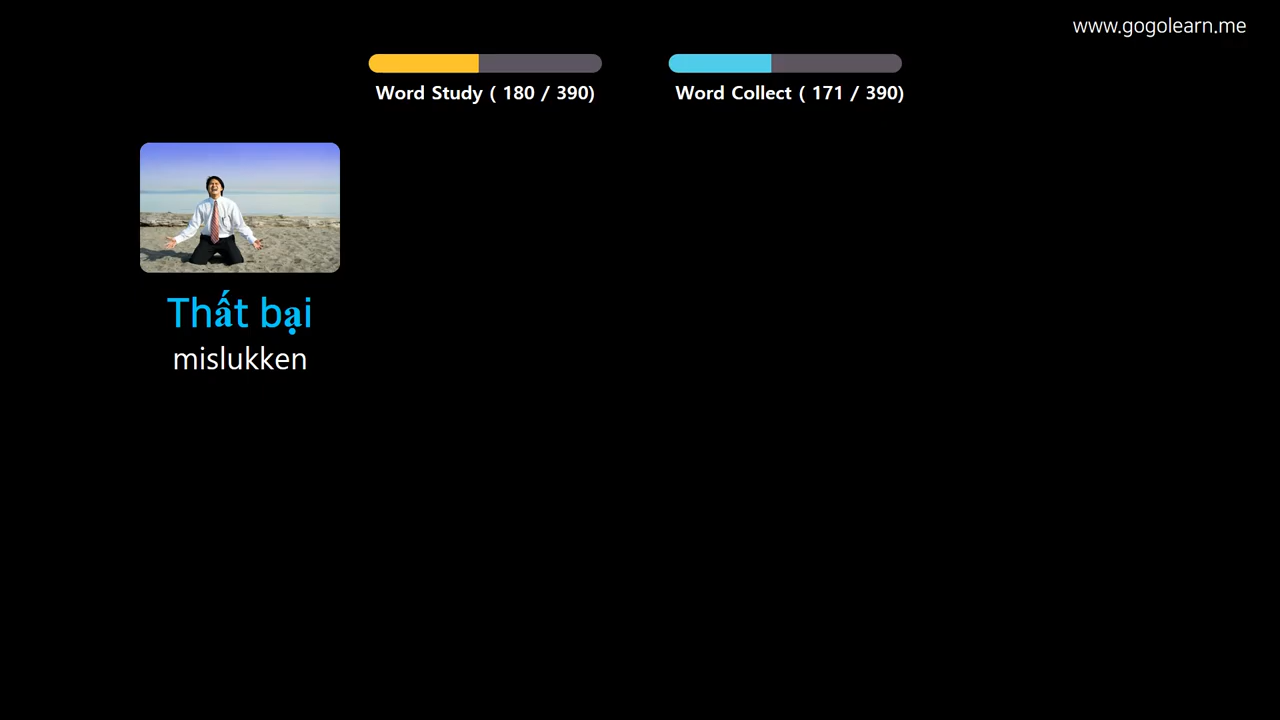 www.gogolearn.me
Word Study ( 180 / 390)
Word Collect ( 171 / 390)
Thất bại
mislukken